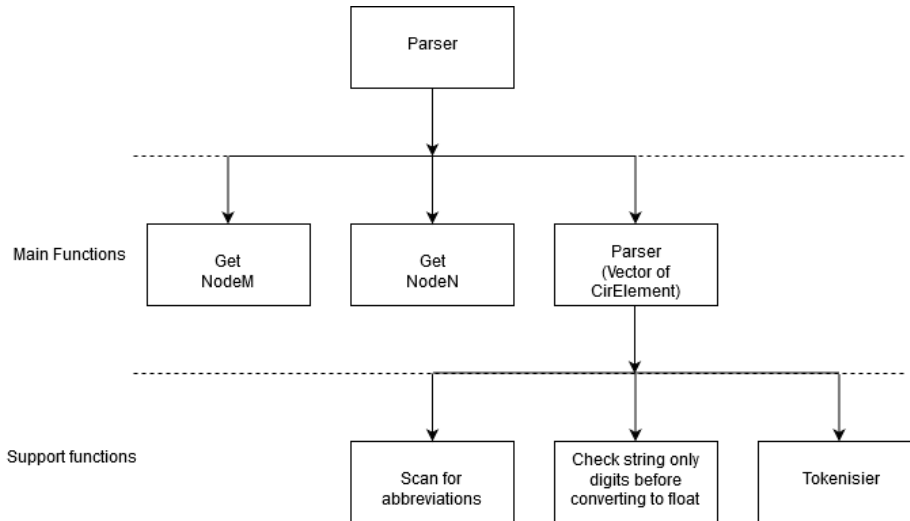 Parser
Main Functions
Get
NodeM
Get
NodeN
Parser
(Vector of
CirElement)
Support functions
Scan for
abbreviations
Check string only
digits before
converting to float
Tokenisier